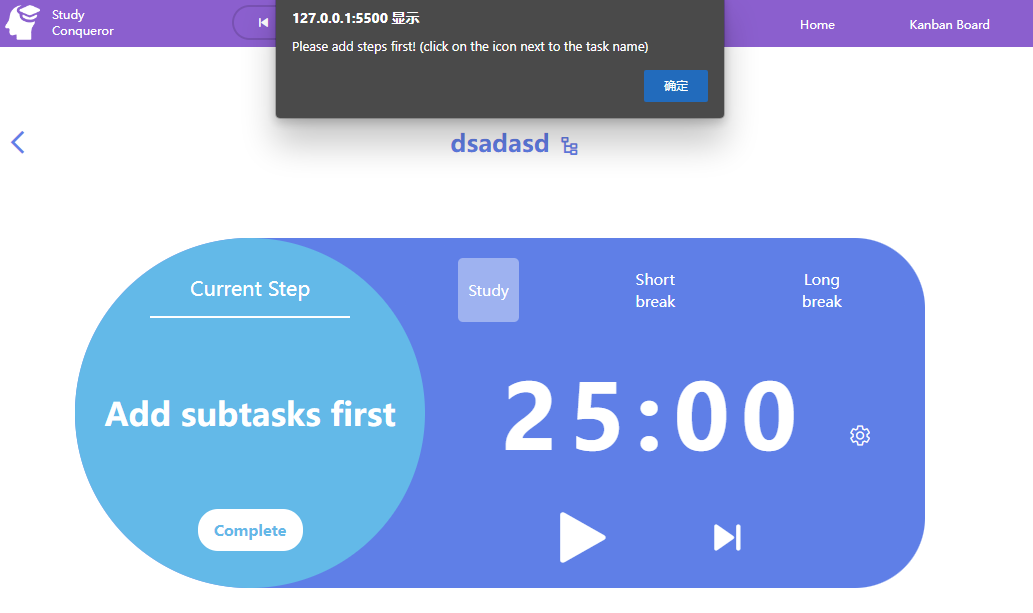 Study
Conqueror
127.0.0.1:5500 显示
Please add steps first! (click on the icon next to the task name)
确定
Home
Kanban Board
dsadasd
Current Step
Add subtasks first
Complete
Study
Short
break
Long
break
25:00